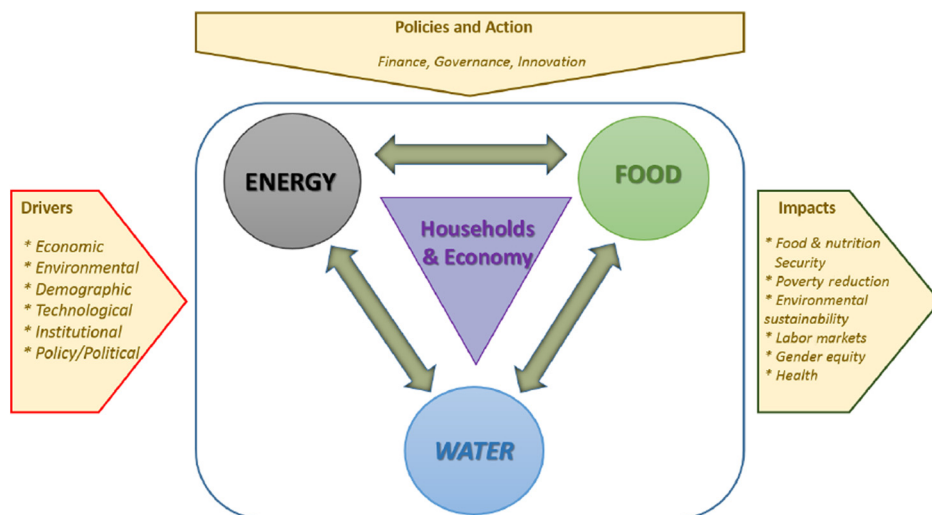 Policies and Action
Finance, Governance, Innovation
ENERGY
FOOD
Households
& Economy
WATER
Drivers
* Economic
* Environmental
* Demographic
* Technological
* Institutional
* Policy/Political
Impacts
* Food & nutrition
Security
* Poverty reduction
* Environmental
sustainability
* Labor markets
* Gender equity
* Health